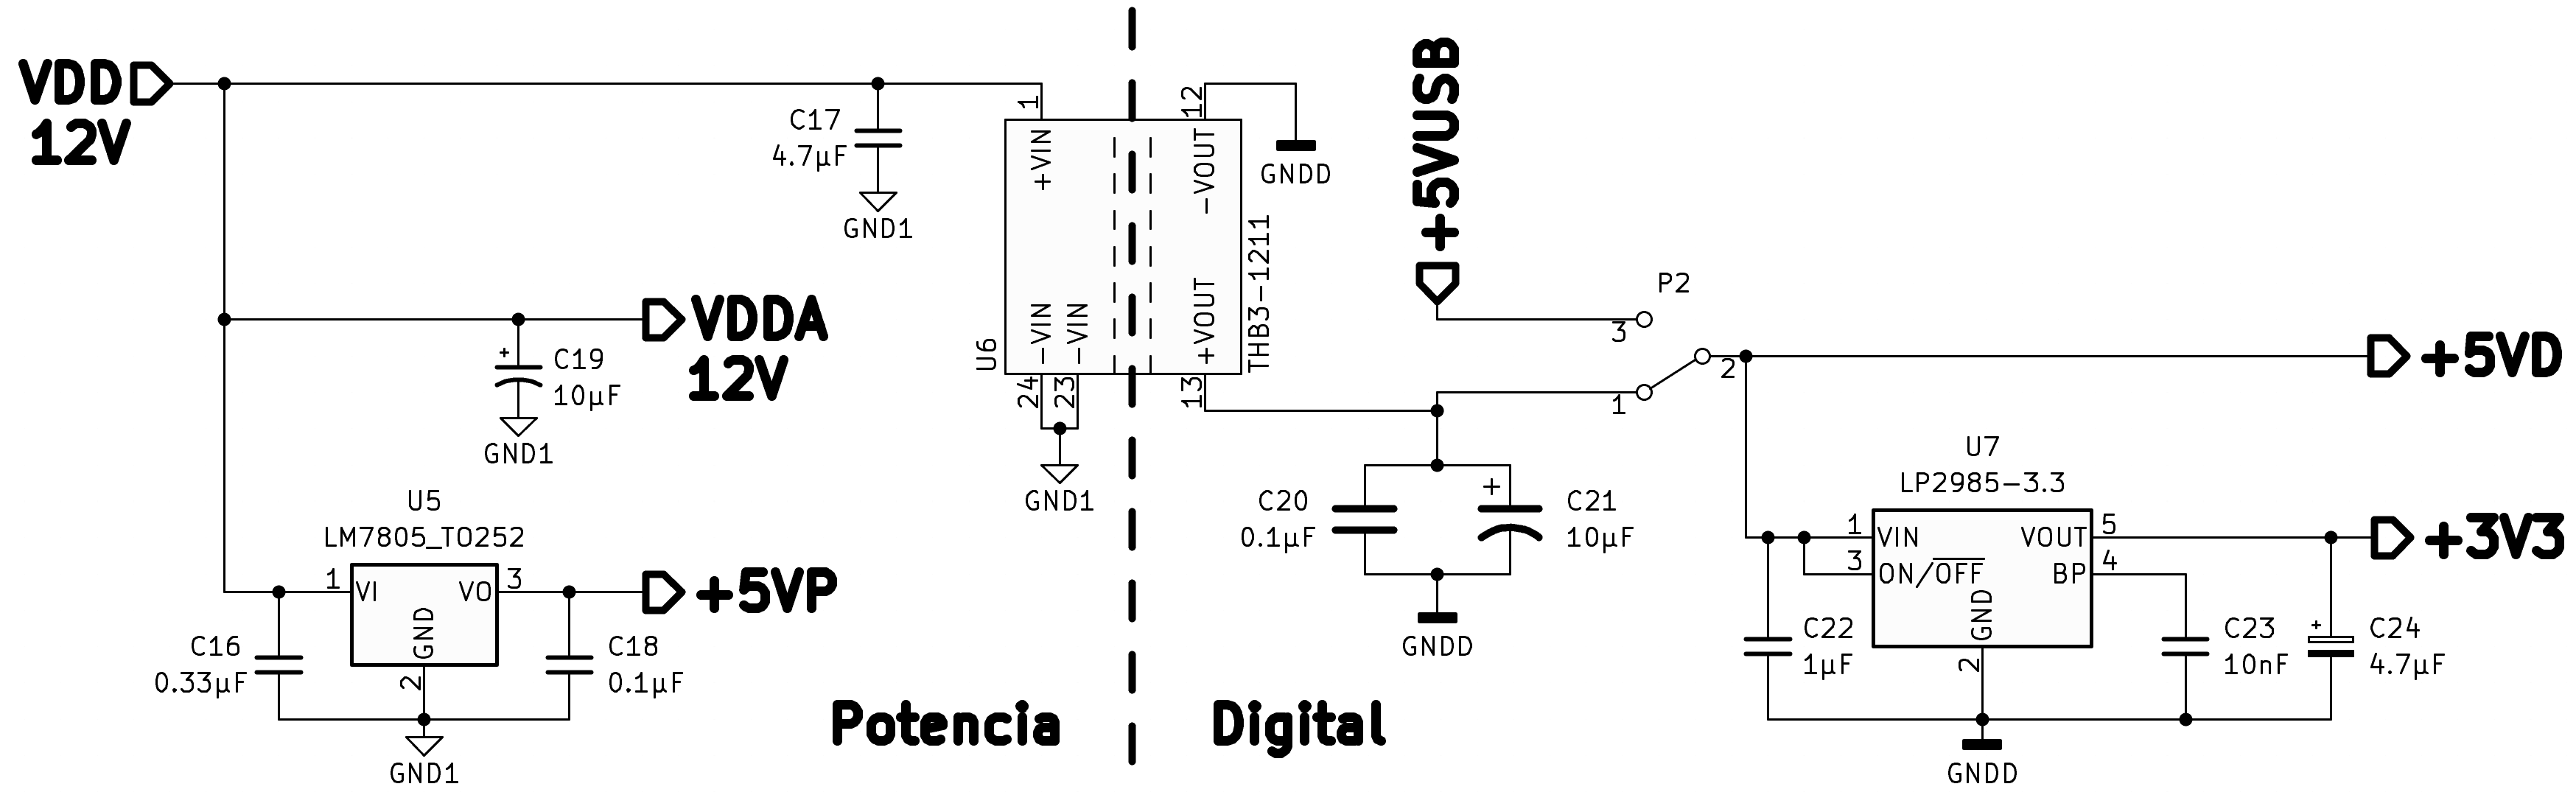 VDD
12V
C17
4.7µF
GND1
VDDA
12V
+
C19
10µF
GND1
U5
LM7805_TO252
1
VI
VO
3
GND
2
+5VP
C16
0.33µF
C18
0.1µF
GND1
Potencia
1
+VIN
-VIN
-VIN
24
23
GND1
U6
12
-VOUT
+VOUT
13
THB3-1211
GNDD
+5VUSB
P2
3
2
1
+5VD
C20
0.1µF
+
C21
10µF
GNDD
Digital
U7
LP2985-3.3
1
VIN
VOUT
5
3
ON/OFF
BP
4
GND
2
+3V3
C22
1µF
C23
10nF
+
C24
4.7µF
GNDD